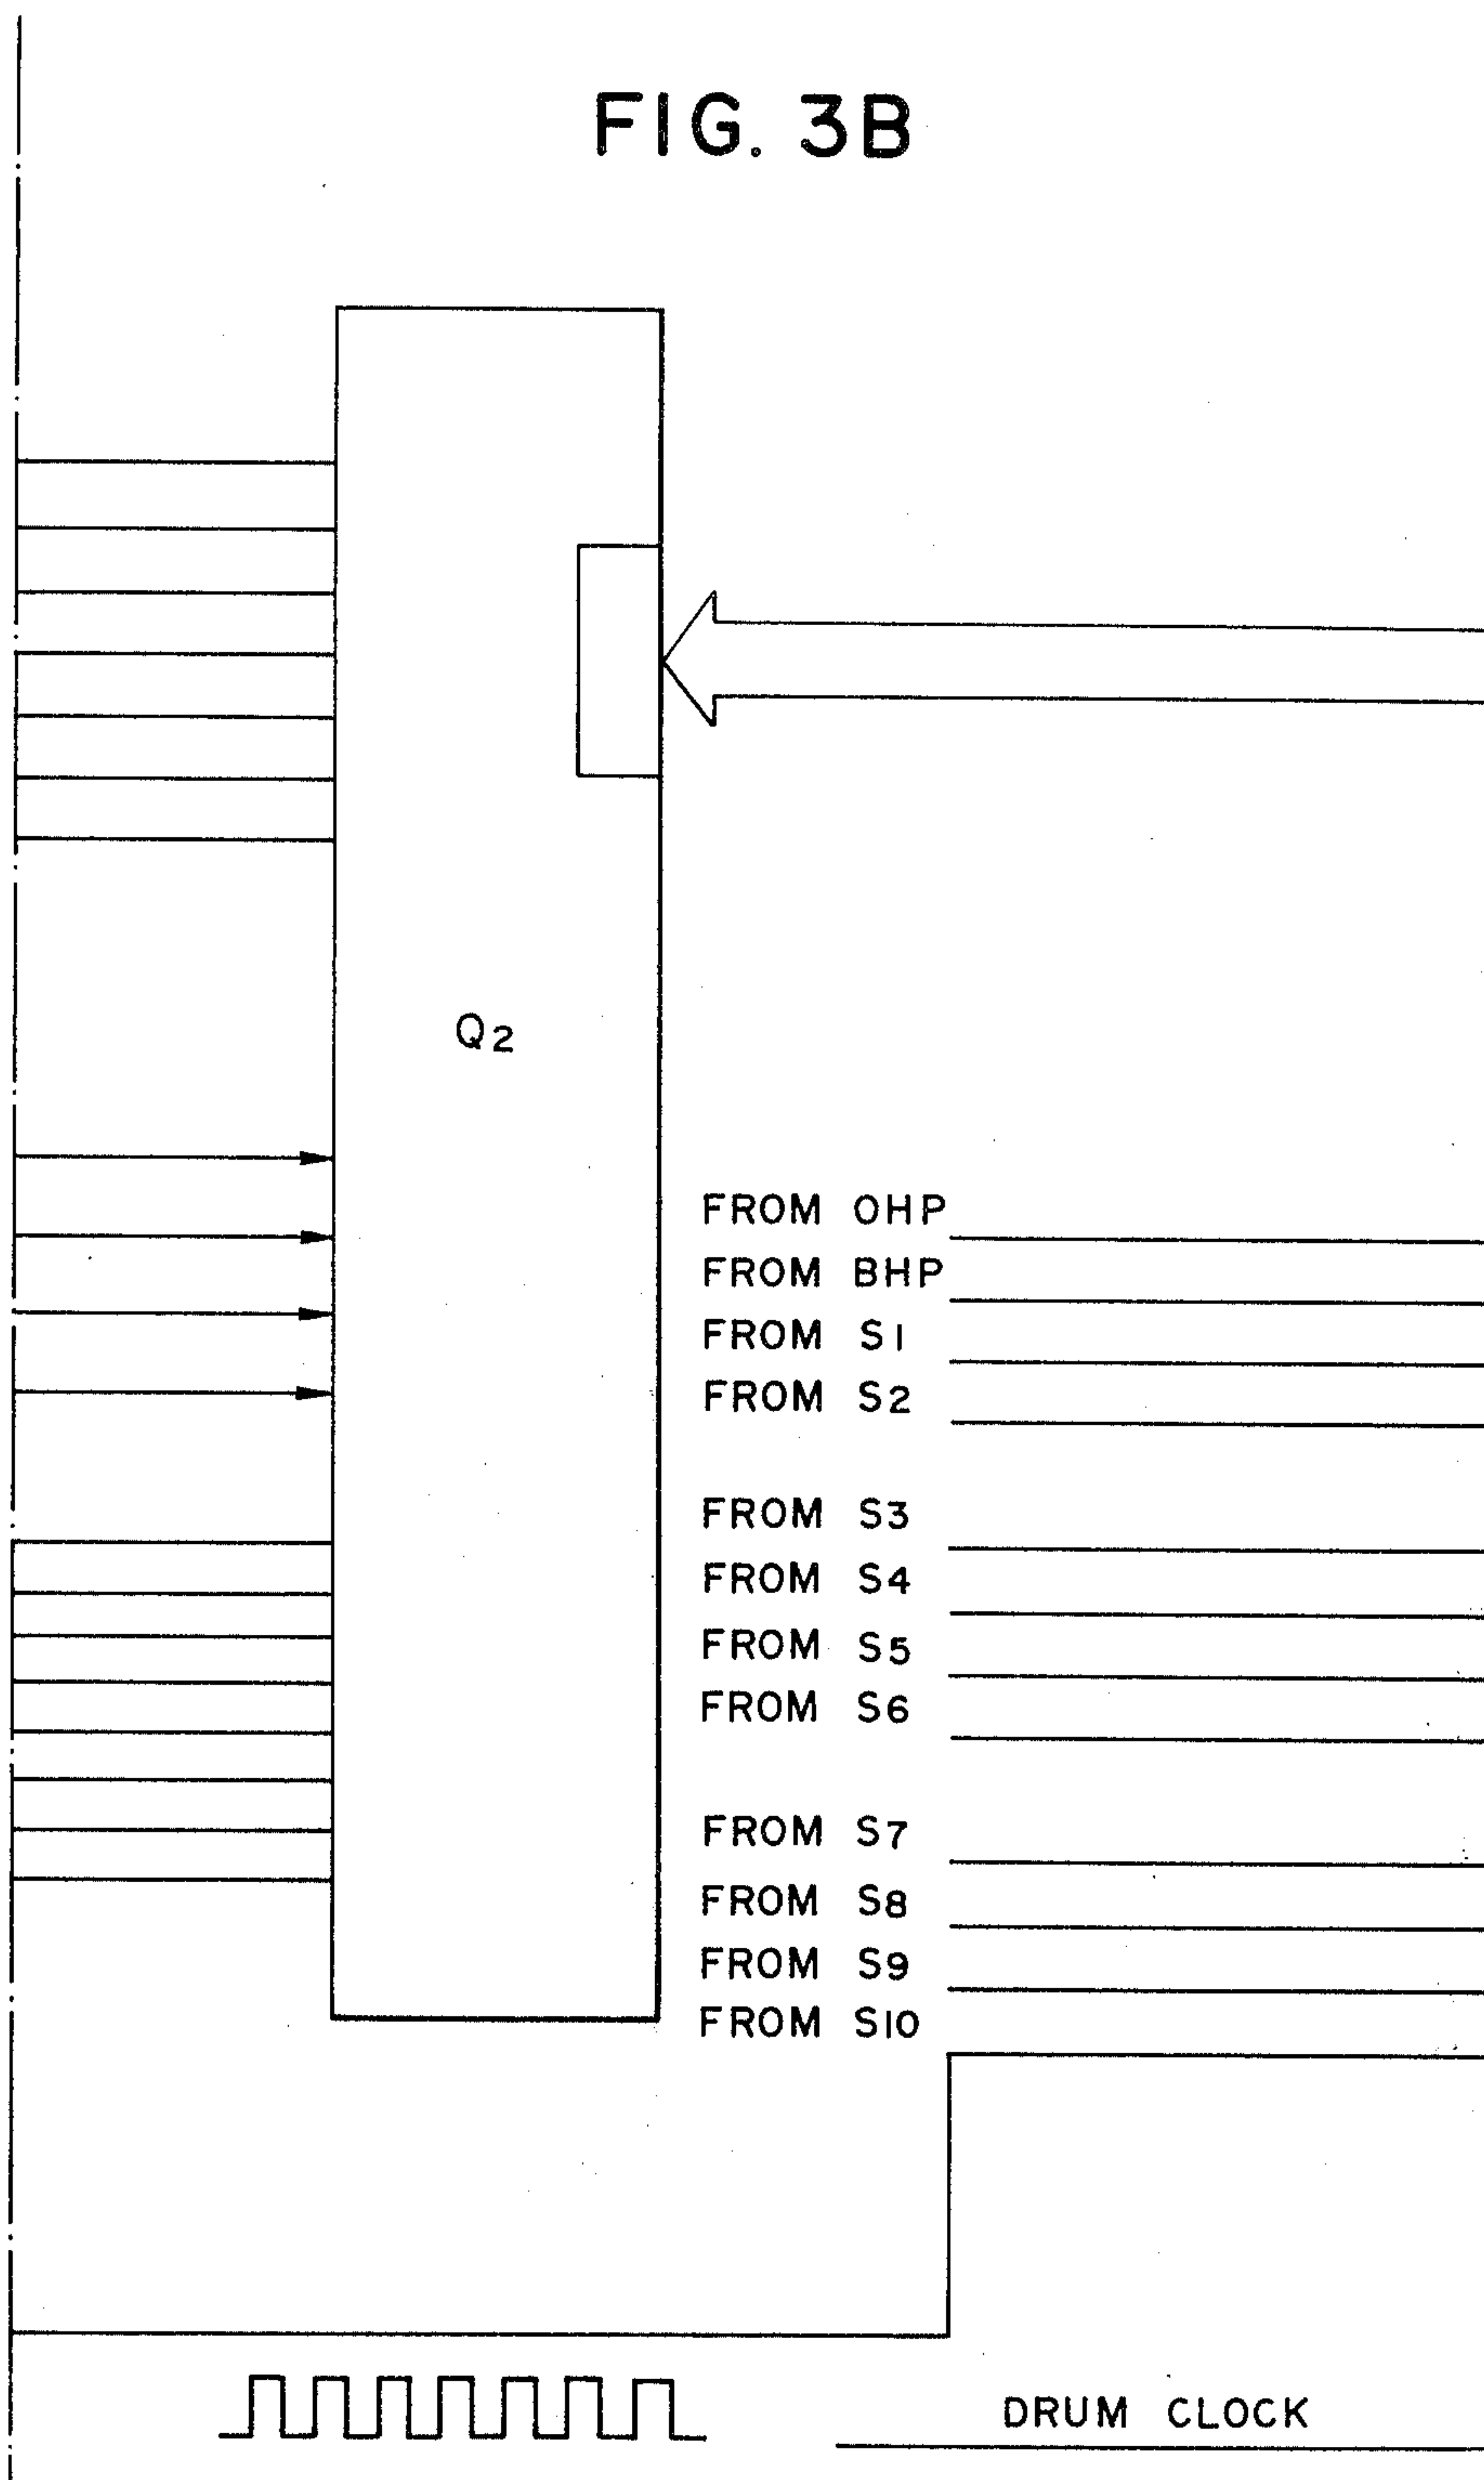 FIG. 3B
Q2
FROM OHP
FROM BHP
FROM S1
FROM S2
FROM S3
FROM S4
FROM S5
FROM S6
FROM S7
FROM S8
FROM S9
FROM S10
DRUM CLOCK